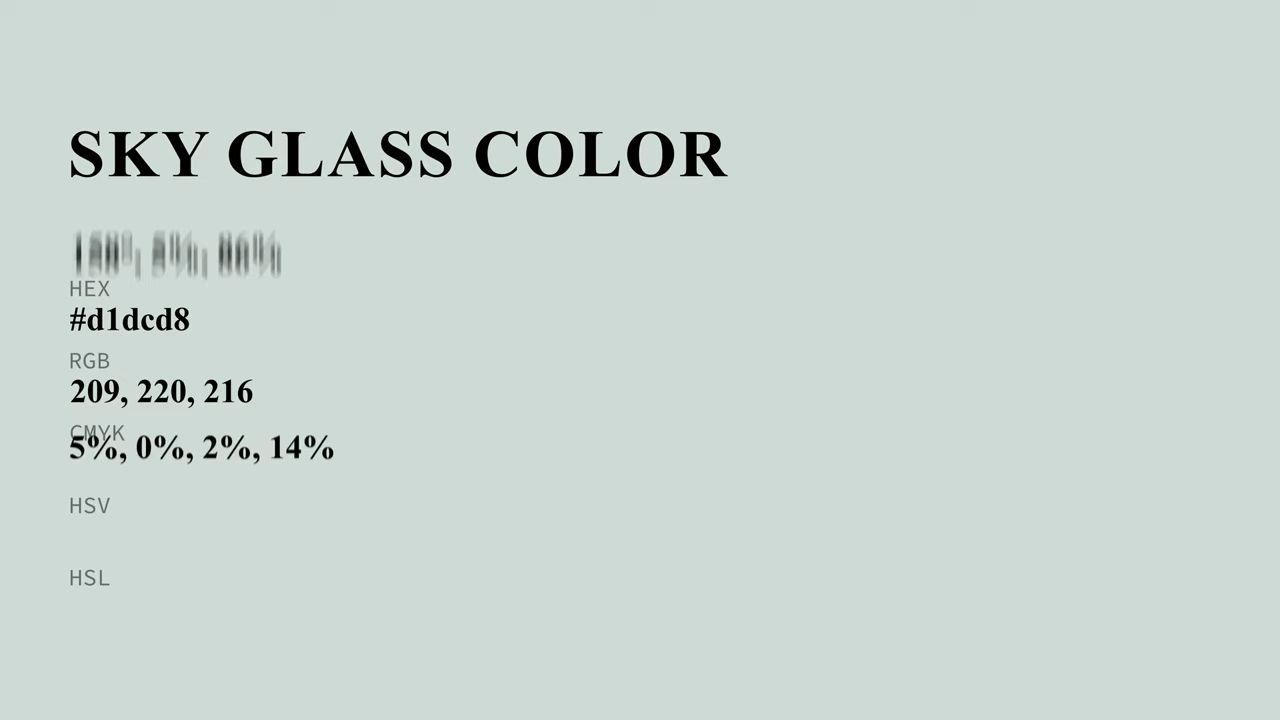 SKY GLASS COLOR
HEX
#d1dcd8
RGB
209, 220, 216
CMYK
5%, 0%, 2%, 14%
HSV
HSL